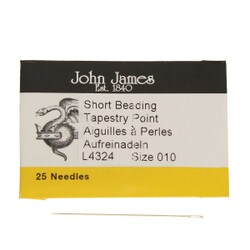 John James
Est. 1840
Short Beading
Tapestry Point
Aiguilles à Perles
Aufreinadeln
L4324 Size 010
25 Needles